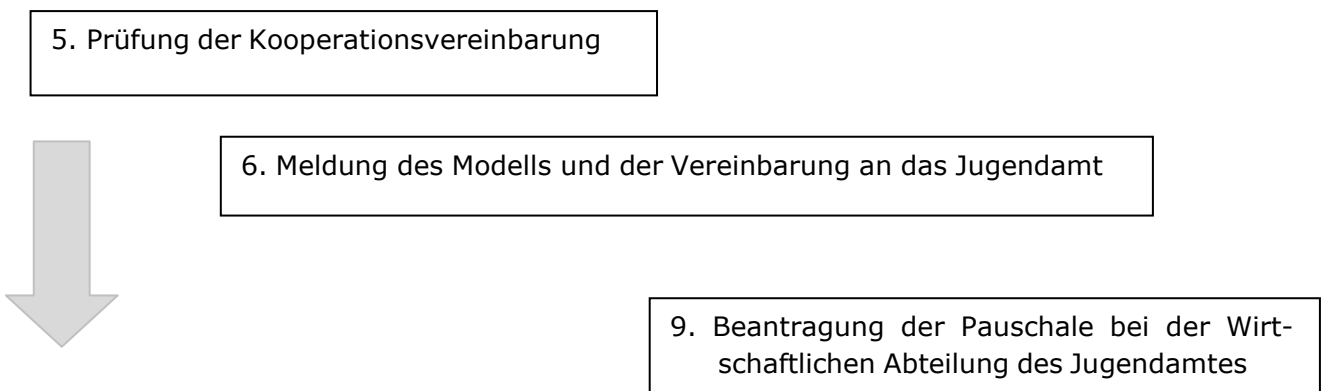 5. Prüfung der Kooperationsvereinbarung
6. Meldung des Modells und der Vereinbarung an das Jugendamt
9. Beantragung der Pauschale bei der Wirt-
schaftlichen Abteilung des Jugendamtes